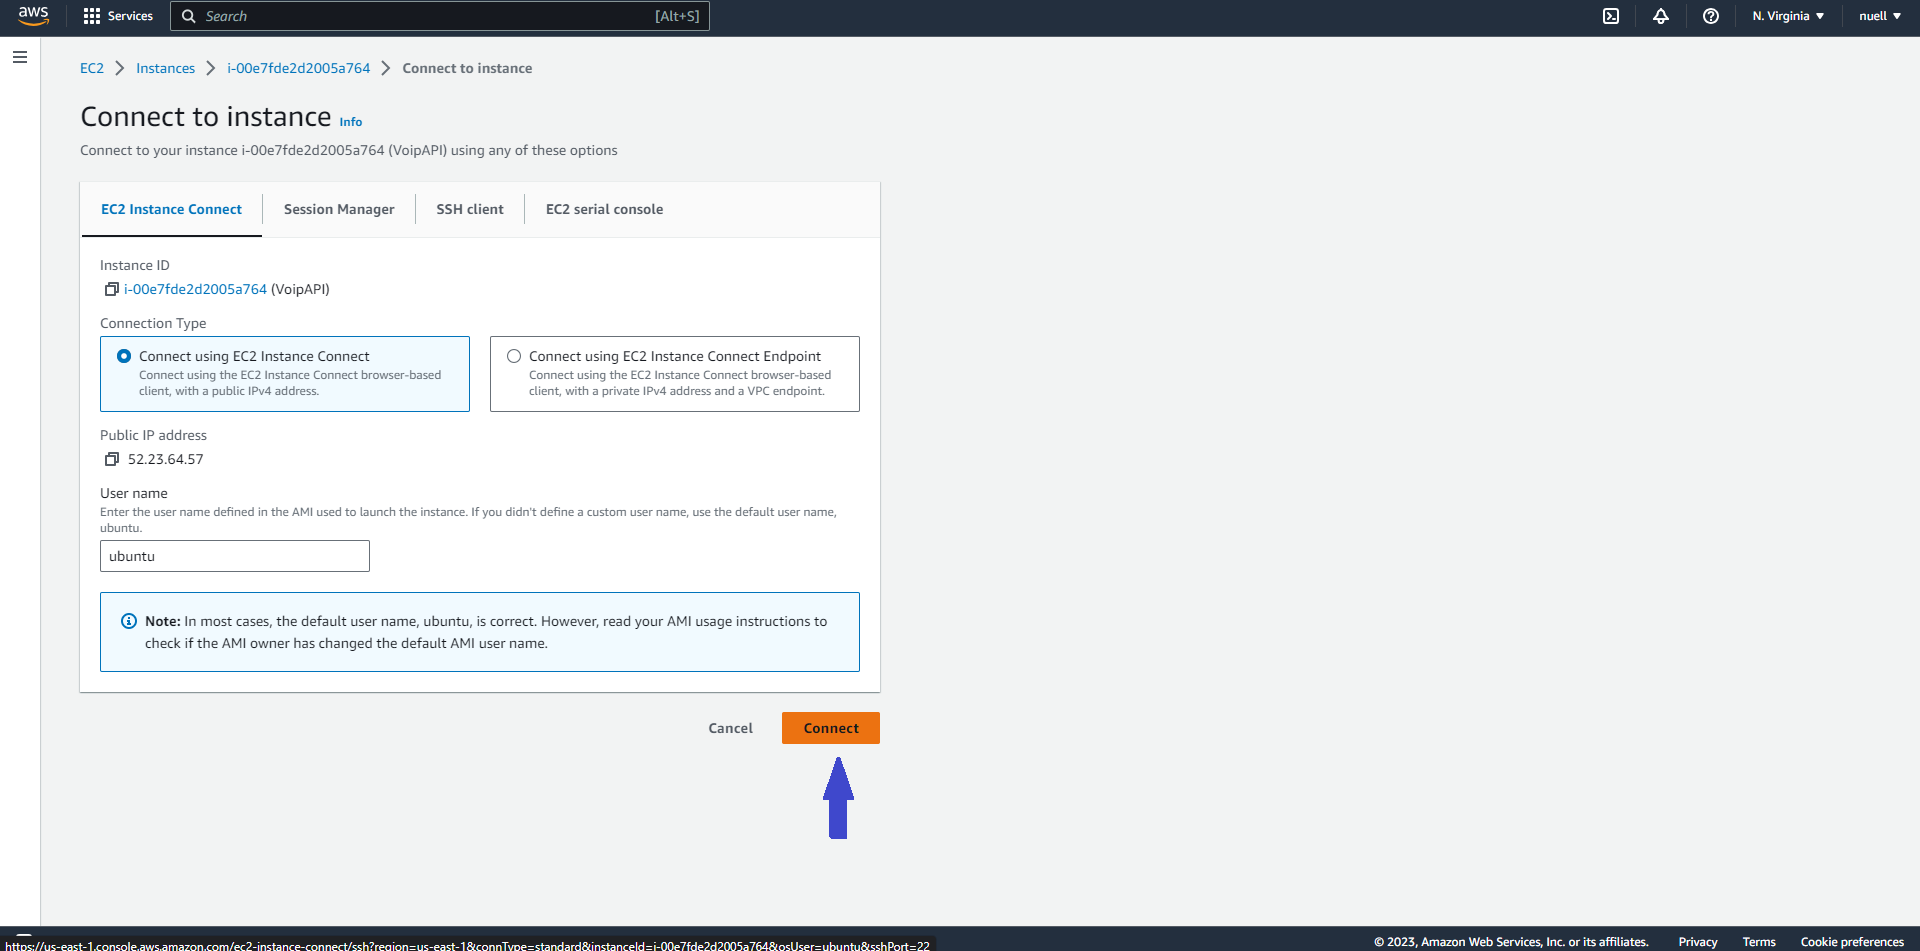 aws
Services
Search [Alt+S]
N. Virginia
nuell
EC2 Instances i-00e7fde2d2005a764 Connect to instance
Connect to instance Info
Connect to your instance i-00e7fde2d2005a764 (VoipAPI) using any of these options
EC2 Instance Connect Session Manager SSH client EC2 serial console
Instance ID
i-00e7fde2d2005a764 (VoipAPI)
Connection Type
Connect using EC2 Instance Connect
Connect using the EC2 Instance Connect browser-based
client, with a public IPv4 address.
Connect using EC2 Instance Connect Endpoint
Connect using the EC2 Instance Connect browser-based
client, with a private IPv4 address and a VPC endpoint.
Public IP address
52.23.64.57
User name
Enter the user name defined in the AMI used to launch the instance. If you didn't define a custom user name, use the default user name,
ubuntu.
ubuntu
Note: In most cases, the default user name, ubuntu, is correct. However, read your AMI usage instructions to
check if the AMI owner has changed the default AMI user name.
Cancel Connect
https://us-east-1.console.aws.amazon.com/ec2-instance-connect/ssh?region=us-east-1&connType=standard&instanceId=i-00e7fde2d2005a764&osUser=ubuntu&sshPort=22
© 2023, Amazon Web Services, Inc. or its affiliates. Privacy Terms Cookie preferences